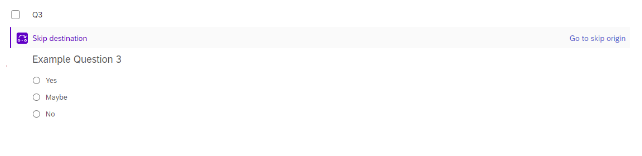 Q3
Skip destination
Go to skip origin
Example Question 3
Yes
Maybe
No